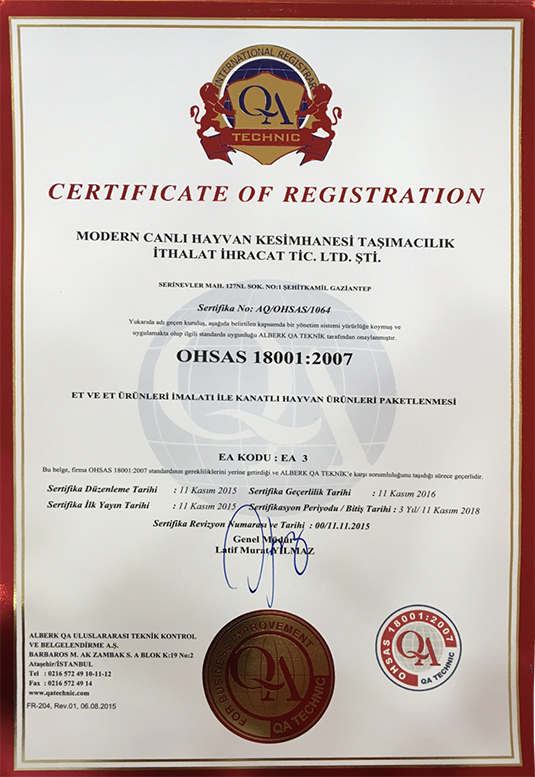 INTERNATIONAL REGISTRAR
QA
TECHNIC
CERTIFICATE OF REGISTRATION
MODERN CANLI HAYVAN KESİMHANESİ TAŞIMACILIK
İTHALAT İHRACAT TİC. LTD. ŞTİ.
SERİNEVLER MAH. 127NL SOK. NO:1 ŞEHİTKAMİL GAZİANTEP
Sertifika No: AQ/OHSAS/1064
Yukarıda adı geçen kuruluş, aşağıda belirtilen kapsamda bir yönetim sistemi yürürlüğe koymuş ve
uygulamakta olup ilgili standarda uygunluğu ALBERK QA TEKNİK tarafından onaylanmıştır.
OHSAS 18001:2007
ET VE ET ÜRÜNLERİ İMALATI İLE KANATLI HAYVAN ÜRÜNLERİ PAKETLENMESİ
QA
EA KODU : EA 3
Bu belge, firma OHSAS 18001:2007 standardının gerekliliklerini yerine getirdiği ve ALBERK QA TEKNİK'e karşı sorumluluğunu taşıdığı sürece geçerlidir.
Sertifika Düzenleme Tarihi : 11 Kasım 2015 Sertifika Geçerlilik Tarihi : 11 Kasım 2016
Sertifika İlk Yayın Tarihi : 11 Kasım 2015 Sertifikasyon Periyodu / Bitiş Tarihi : 3 Yıl/ 11 Kasım 2018
Sertifika Revizyon Numarası ve Tarihi : 00/11.11.2015
Genel Müdür
Latif Murat YILMAZ
ALBERK QA ULUSLARARASI TEKNİK KONTROL
VE BELGELENDİRME A.Ş.
BARBAROS M. AK ZAMBAK S. A BLOK K:19 No:2
Ataşehir/İSTANBUL
Tel : 0216 572 49 10-11-12
Fax : 0216 572 49 14
www.qatechnic.com
FR-204, Rev.01, 06.08.2015
FOR BUSINESS IMPROVEMENT
QA
QA TECHNIC
OHSAS 18001:2007
QA
QA TECHNIC